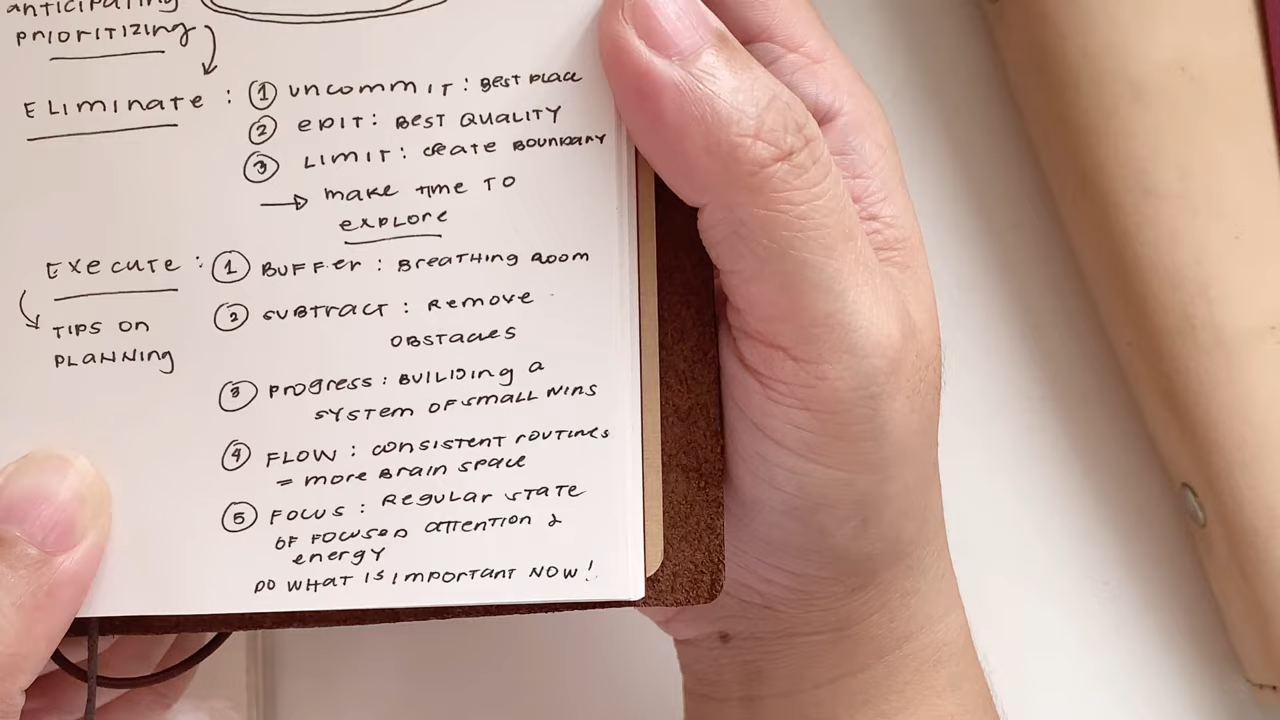 anticipating
PRIORITIZING
ELIMINATE : ① UNCOMMIT : BEST PLACE
② EDIT : BEST QUALITY
③ LIMIT : CREATE BOUNDARY
→ MAKE TIME TO
EXPLORE
EXECUTE : ① BUFFER : BREATHING ROOM
② SUBTRACT : REMOVE
OBSTACLES
TIPS ON
PLANNING
③ PROGRESS : BUILDING A
SYSTEM OF SMALL WINS
④ FLOW : CONSISTENT ROUTINES
= MORE BRAIN SPACE
⑤ FOCUS : REGULAR STATE
OF FOCUSED ATTENTION &
ENERGY
DO WHAT IS IMPORTANT NOW!